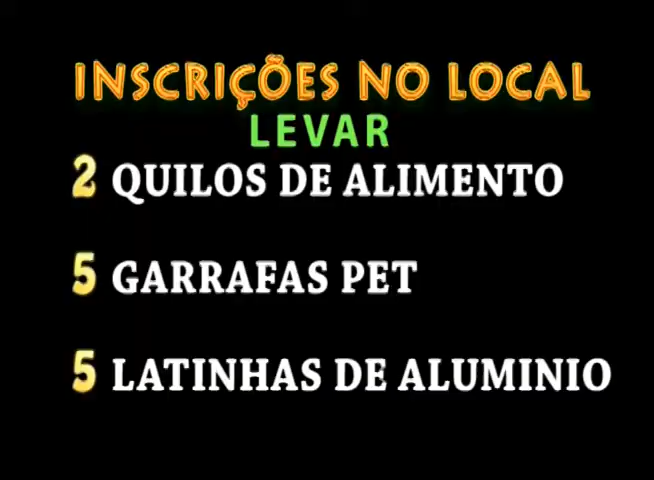 INSCRIÇÕES NO LOCAL
LEVAR
2 QUILOS DE ALIMENTO
5 GARRAFAS PET
5 LATINHAS DE ALUMINIO